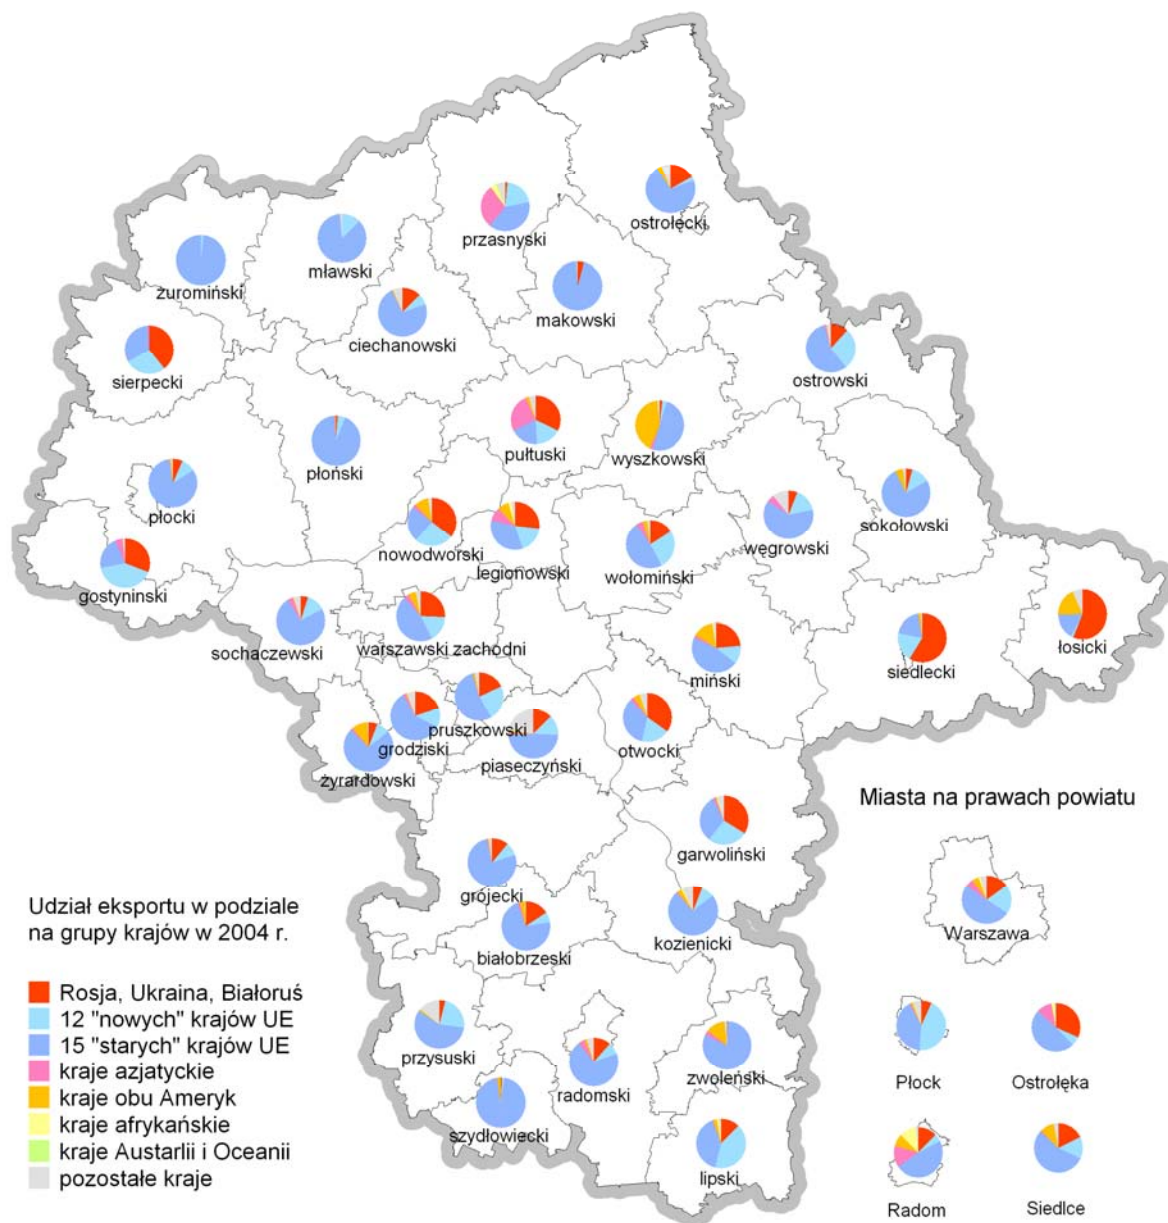 ostrołęcki
przasnyski
mławski
żuromiński
makowski
ciechanowski
sierpecki
ostrowski
płoński
pułtuski
wyszkowski
płocki
sokołowski
węgrowski
nowodworski
legionowski
wołomiński
gostyninski
sochaczewski
warszawski zachodni
miński
siedlecki
łosicki
pruszkowski
grodziski
piaseczyński
otwocki
żyrardowski
Miasta na prawach powiatu
garwoliński
grójecki
Warszawa
kozienicki
białobrzeski
Udział eksportu w podziale
na grupy krajów w 2004 r.
Rosja, Ukraina, Białoruś
12 "nowych" krajów UE
15 "starych" krajów UE
kraje azjatyckie
kraje obu Ameryk
kraje afrykańskie
kraje Austarlii i Oceanii
pozostałe kraje
przysuski
radomski
zwoleński
szydłowiecki
lipski
Płock
Ostrołęka
Radom
Siedlce